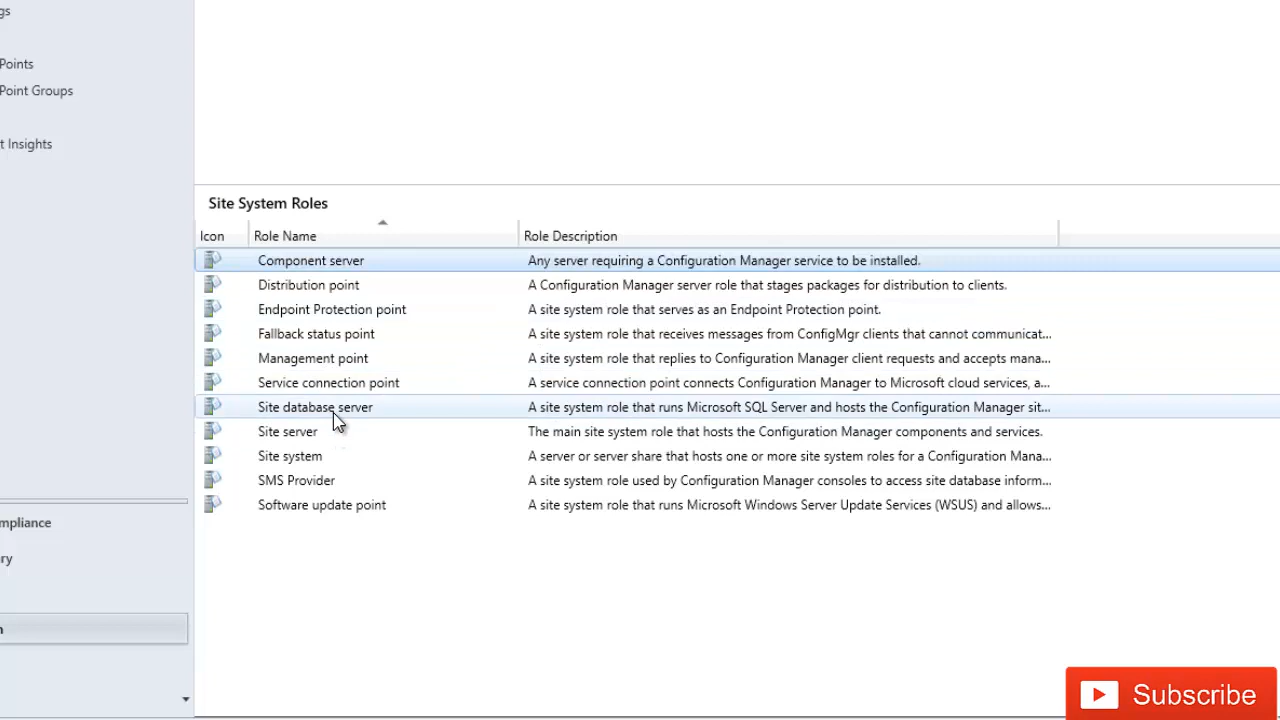 gs
Points
Point Groups
t Insights
Site System Roles
Icon Role Name Role Description
Component server Any server requiring a Configuration Manager service to be installed.
Distribution point A Configuration Manager server role that stages packages for distribution to clients.
Endpoint Protection point A site system role that serves as an Endpoint Protection point.
Fallback status point A site system role that receives messages from ConfigMgr clients that cannot communicat...
Management point A site system role that replies to Configuration Manager client requests and accepts mana...
Service connection point A service connection point connects Configuration Manager to Microsoft cloud services, a...
Site database server A site system role that runs Microsoft SQL Server and hosts the Configuration Manager sit...
Site server The main site system role that hosts the Configuration Manager components and services.
Site system A server or server share that hosts one or more site system roles for a Configuration Mana...
SMS Provider A site system role used by Configuration Manager consoles to access site database inform...
Software update point A site system role that runs Microsoft Windows Server Update Services (WSUS) and allows...
mpliance
ry
n
Subscribe